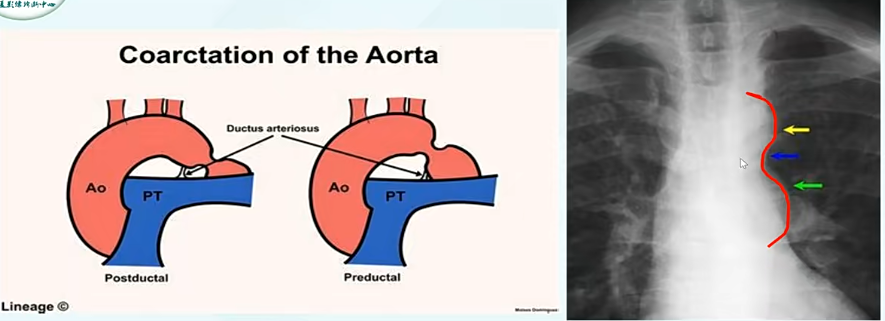 Coarctation of the Aorta
Ductus arteriosus
Ao
PT
Ao
PT
Postductal
Preductal
Lineage ©
Moises Dominguez